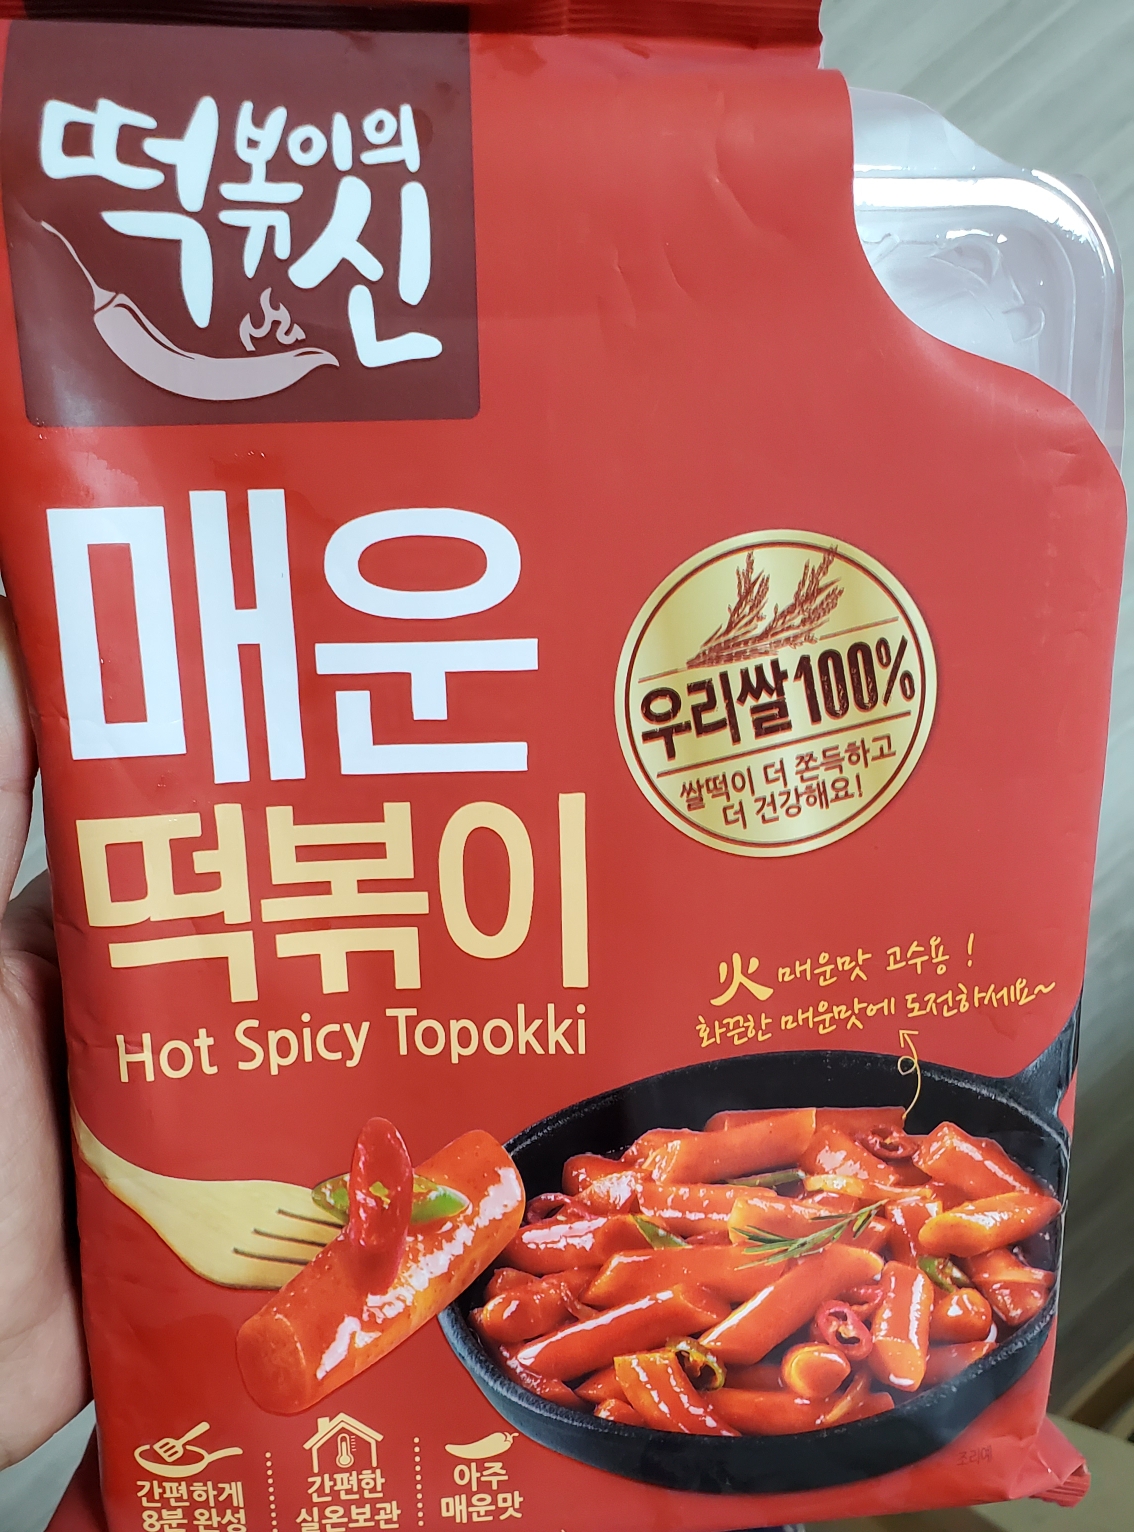 떡볶이의
신
매운
떡볶이
Hot Spicy Topokki
우리쌀100%
쌀떡이 더 쫀득하고
더 건강해요!
火 매운맛 고수용 !
화끈한 매운맛에 도전하세요~
간편하게
8분 완성
간편한
실온보관
아주
매운맛
조리예